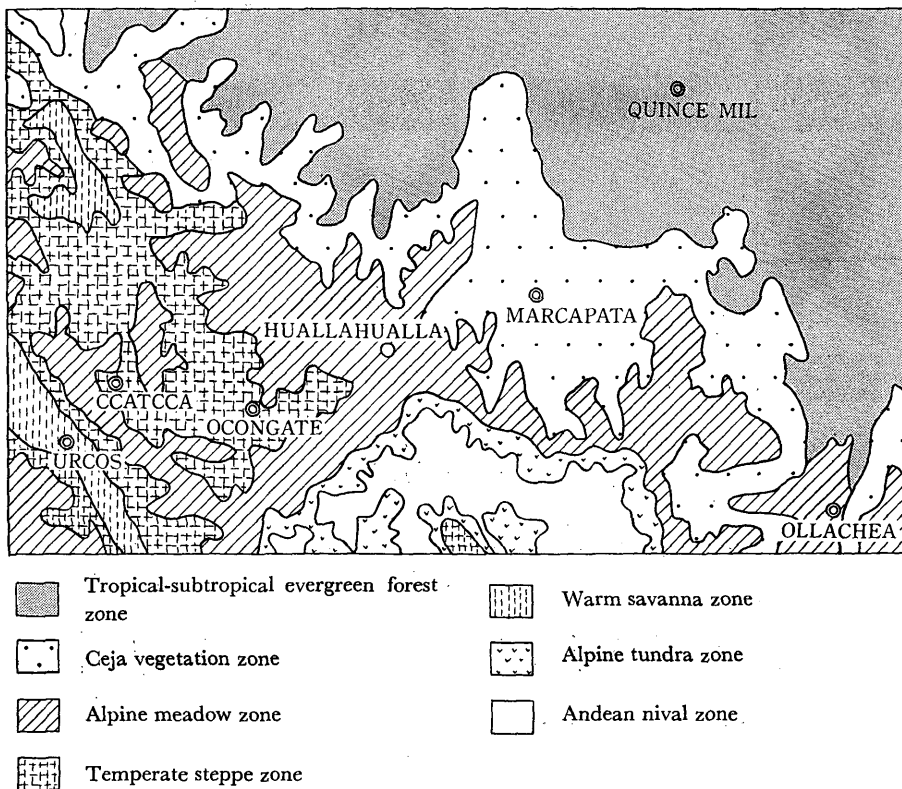 QUINCE MIL
MARCAPATA
HUALLAHUALLA
CCATCCA
OCONGATE
URCOS
OLLACHEA
Tropical-subtropical evergreen forest
zone
Ceja vegetation zone
Alpine meadow zone
Temperate steppe zone
Warm savanna zone
Alpine tundra zone
Andean nival zone